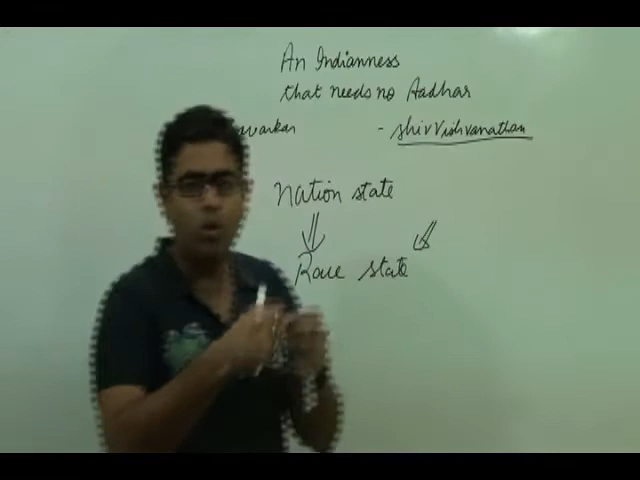 An Indianness
that needs no Aadhar
- Shiv Vishvanathan
Nation state
Race state